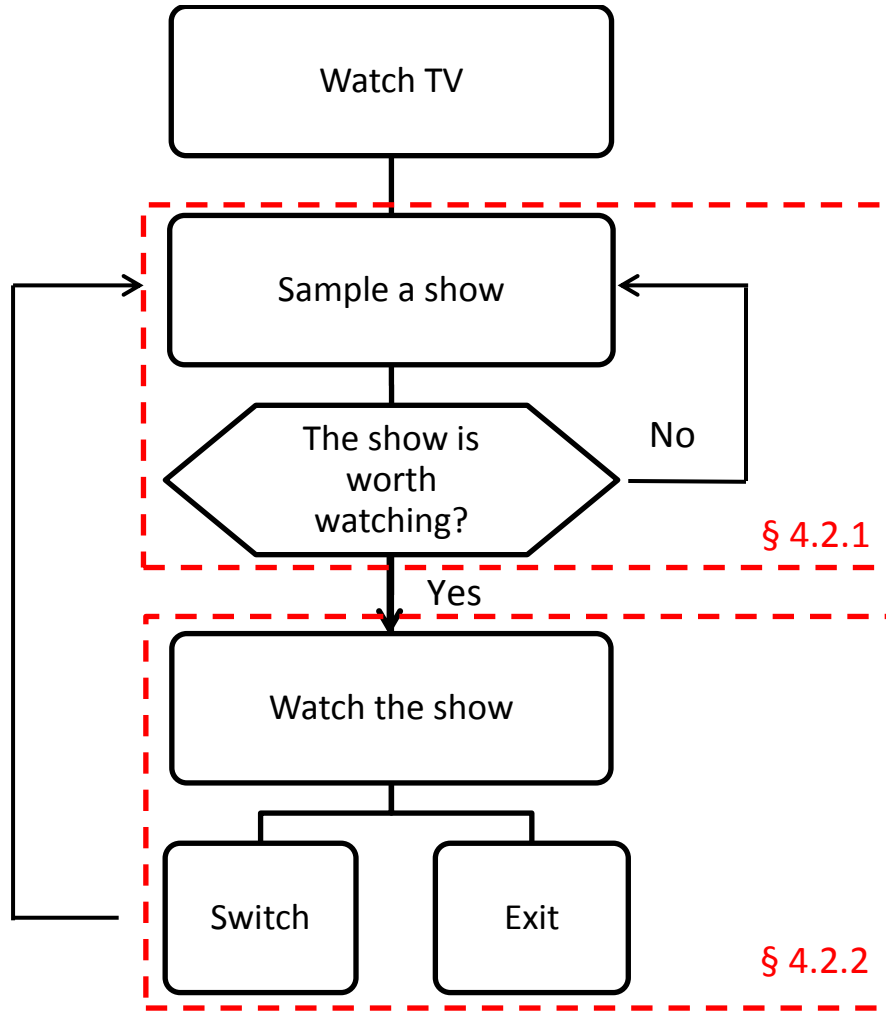 Watch TV
Sample a show
The show is
worth
watching?
No
§ 4.2.1
Yes
Watch the show
Switch
Exit
§ 4.2.2